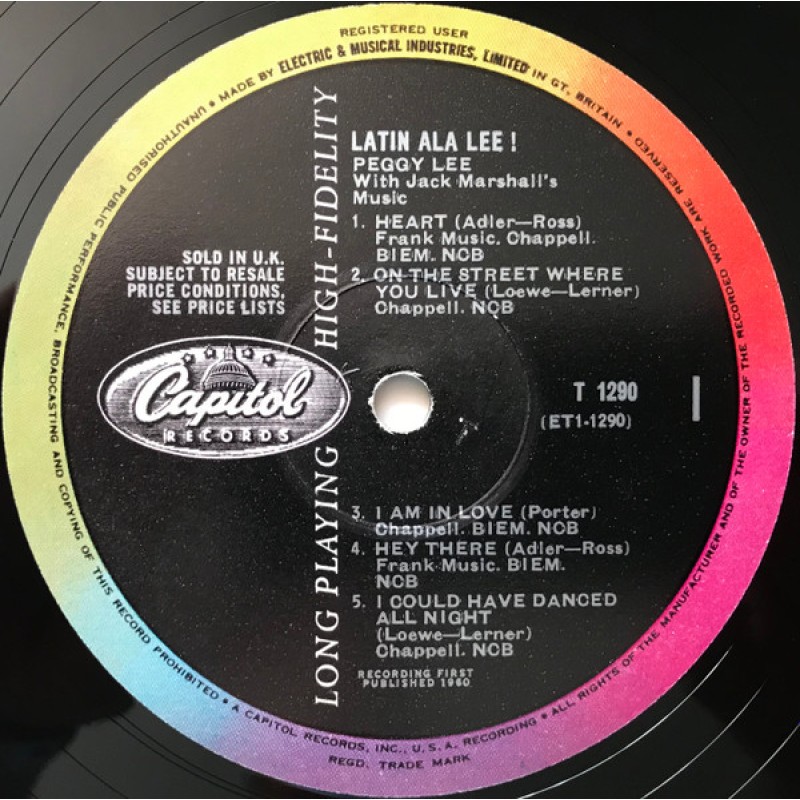 REGISTERED USER
UNAUTHORISED PUBLIC PERFORMANCE, BROADCASTING AND COPYING OF THIS RECORD PROHIBITED • A CAPITOL RECORDS, INC., U.S.A. RECORDING • ALL RIGHTS OF THE MANUFACTURER AND OF THE OWNER OF THE RECORDED WORK ARE RESERVED •
• MADE BY ELECTRIC & MUSICAL INDUSTRIES, LIMITED IN GT. BRITAIN
REGD. TRADE MARK
LONG PLAYING HIGH-FIDELITY
LATIN ALA LEE !
PEGGY LEE
With Jack Marshall's
Music
1. HEART (Adler—Ross)
Frank Music. Chappell.
BIEM. NCB
2. ON THE STREET WHERE
YOU LIVE (Loewe—Lerner)
Chappell. NCB
SOLD IN U.K.
SUBJECT TO RESALE
PRICE CONDITIONS,
SEE PRICE LISTS
Capitol
RECORDS
T 1290
(ET1-1290)
1
3. I AM IN LOVE (Porter)
Chappell. BIEM. NCB
4. HEY THERE (Adler—Ross)
Frank Music. BIEM.
NCB
5. I COULD HAVE DANCED
ALL NIGHT
(Loewe—Lerner)
Chappell. NCB
RECORDING FIRST
PUBLISHED 1960